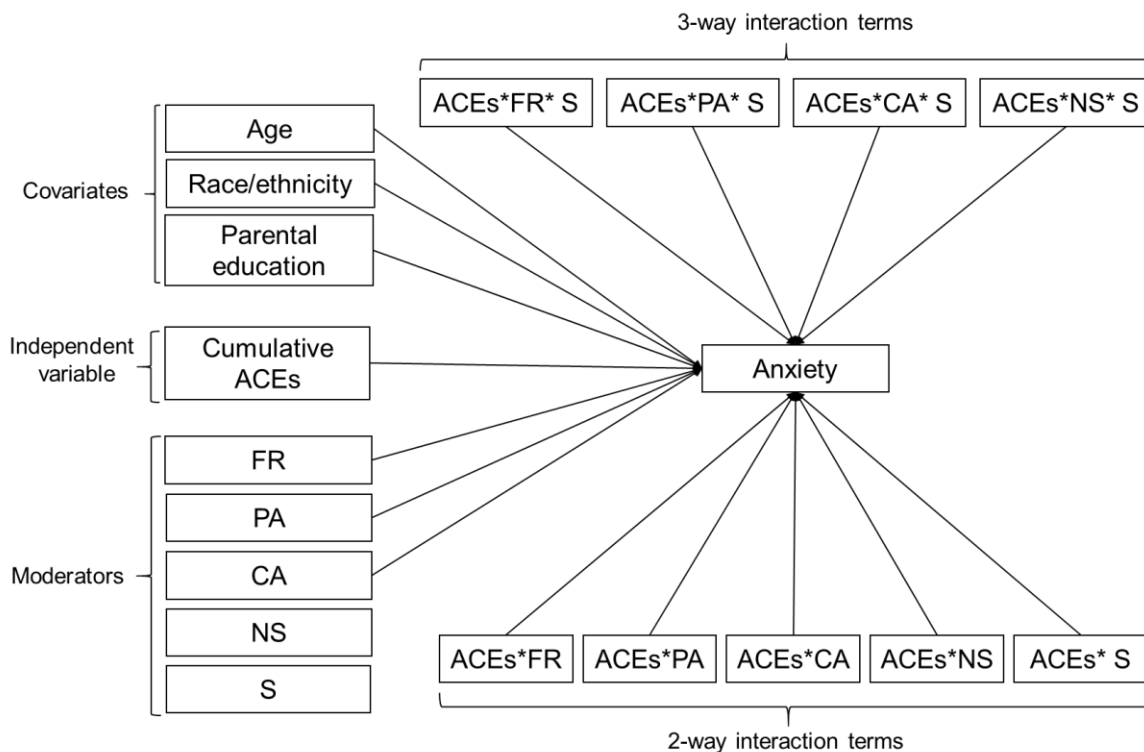 3-way interaction terms
ACEs*FR* S
ACEs*PA* S
ACEs*CA* S
ACEs*NS* S
Covariates
Age
Race/ethnicity
Parental
education
Independent
variable
Cumulative
ACEs
Anxiety
Moderators
FR
PA
CA
NS
S
ACEs*FR
ACEs*PA
ACEs*CA
ACEs*NS
ACEs* S
2-way interaction terms